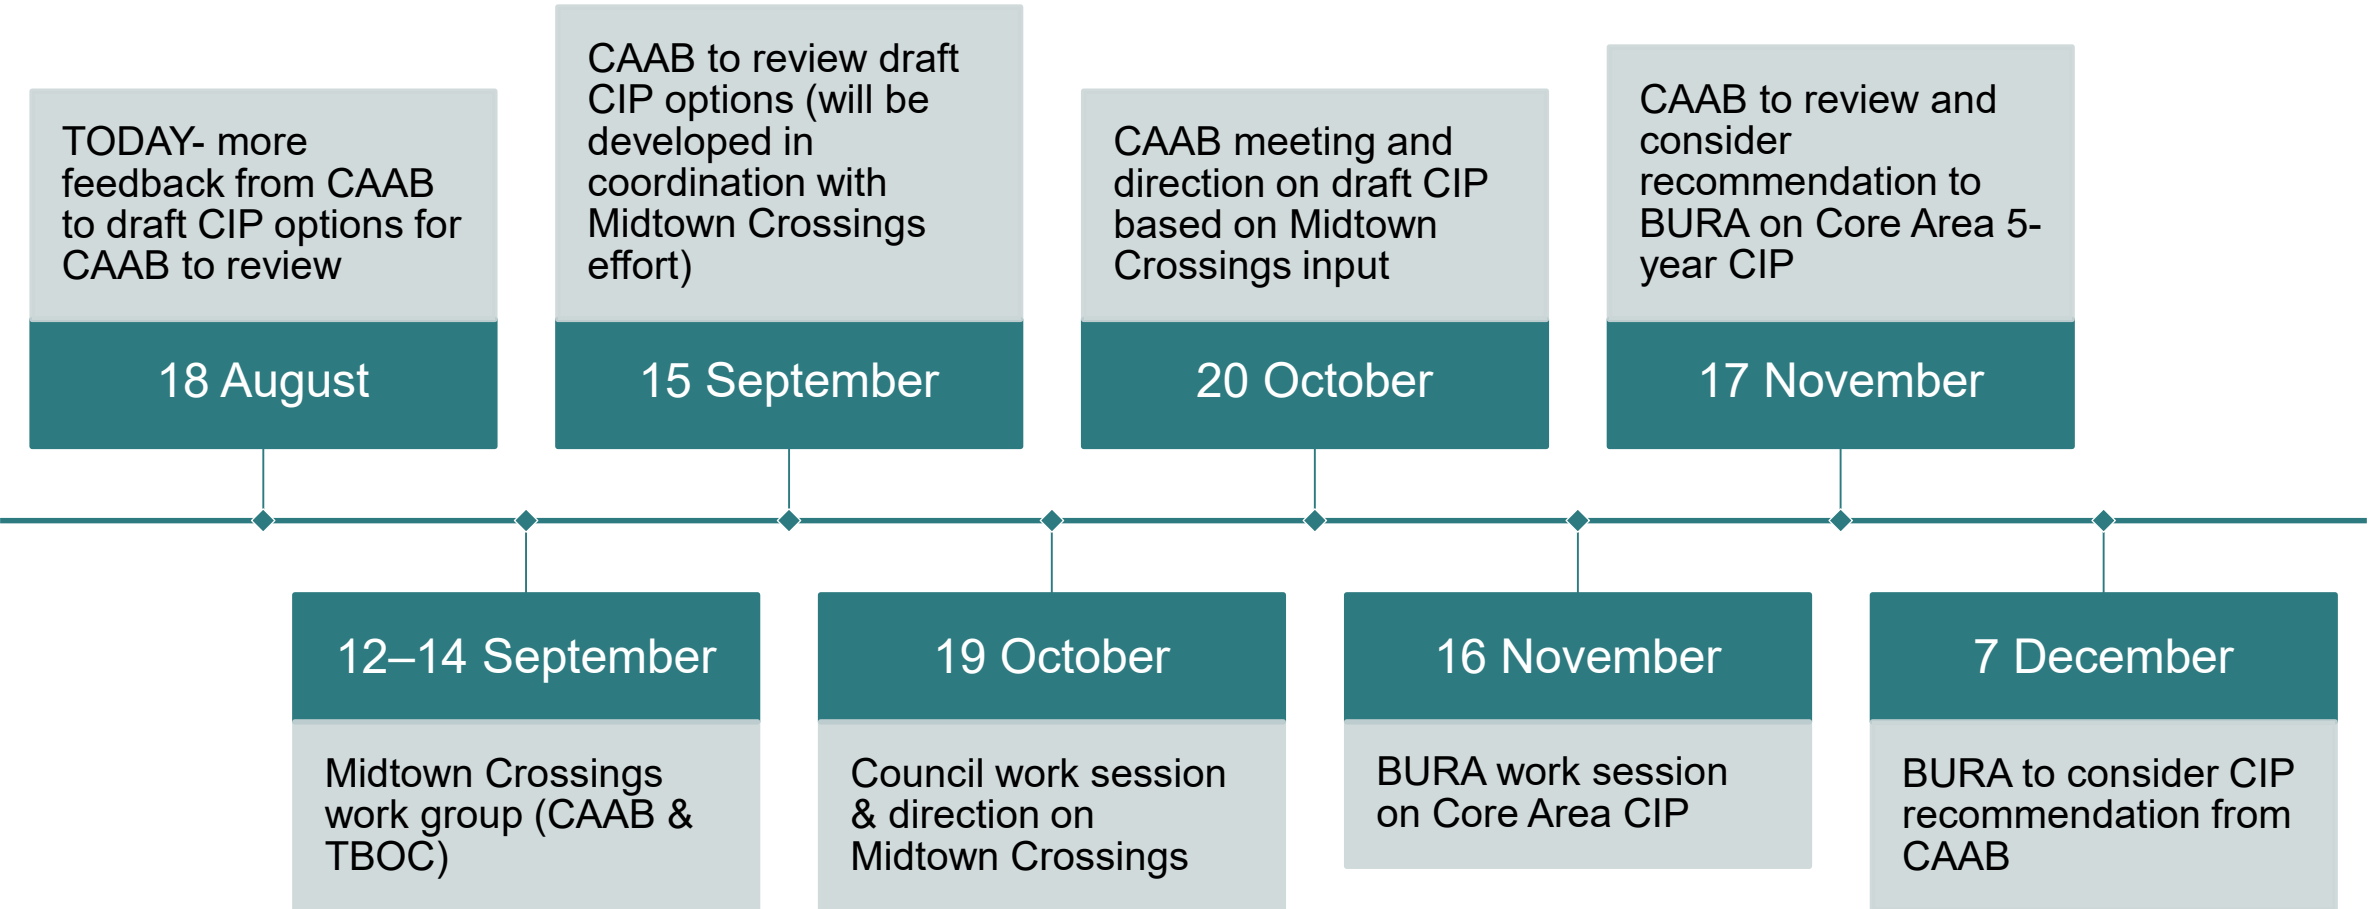 TODAY- more
feedback from CAAB
to draft CIP options for
CAAB to review
18 August
12–14 September
Midtown Crossings
work group (CAAB &
TBOC)
CAAB to review draft
CIP options (will be
developed in
coordination with
Midtown Crossings
effort)
15 September
19 October
Council work session
& direction on
Midtown Crossings
CAAB meeting and
direction on draft CIP
based on Midtown
Crossings input
20 October
16 November
BURA work session
on Core Area CIP
CAAB to review and
consider
recommendation to
BURA on Core Area 5-
year CIP
17 November
7 December
BURA to consider CIP
recommendation from
CAAB